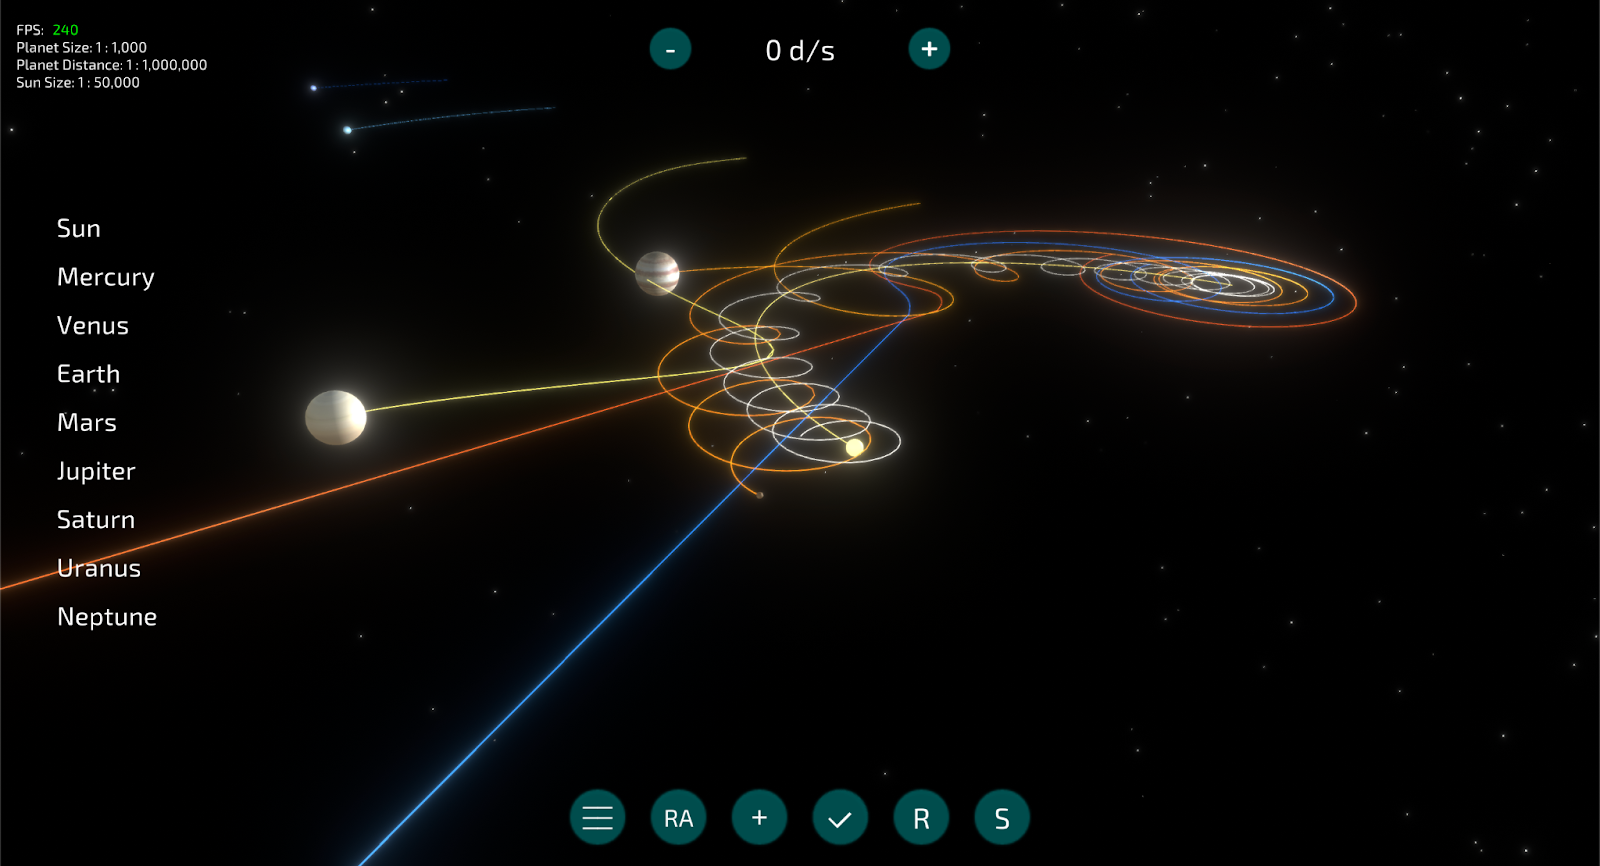 FPS: 240
Planet Size: 1 : 1,000
Planet Distance: 1 : 1,000,000
Sun Size: 1 : 50,000
- 0 d/s +
Sun
Mercury
Venus
Earth
Mars
Jupiter
Saturn
Uranus
Neptune
RA + R S